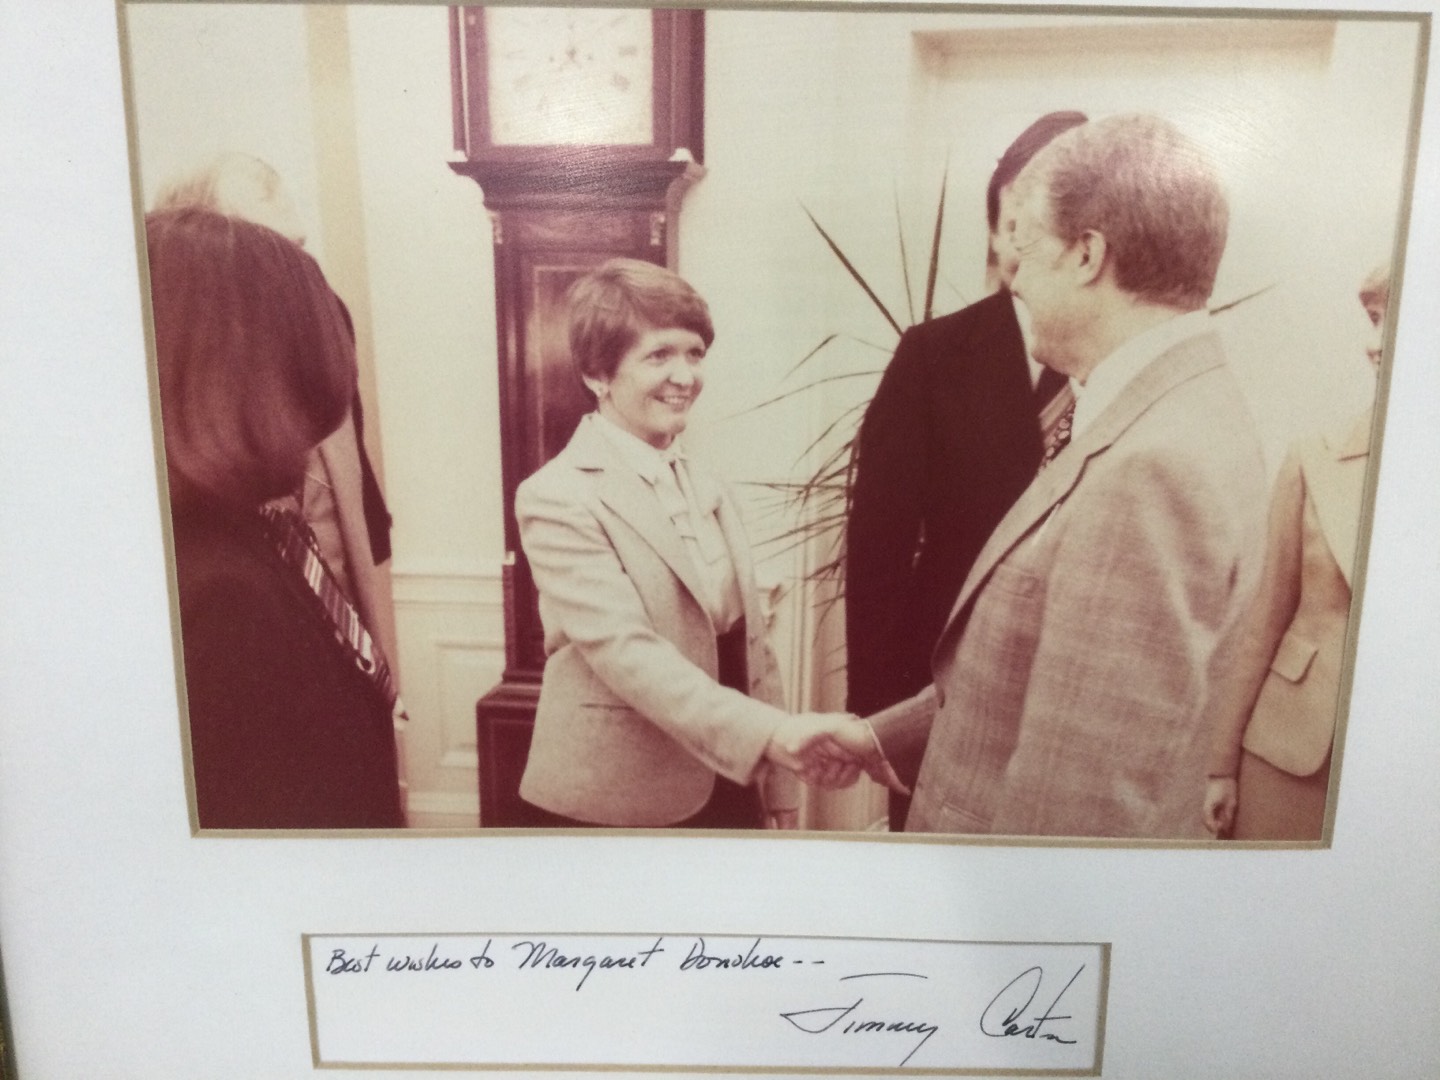 Best wishes to Margaret Donohoe --
Jimmy Carter